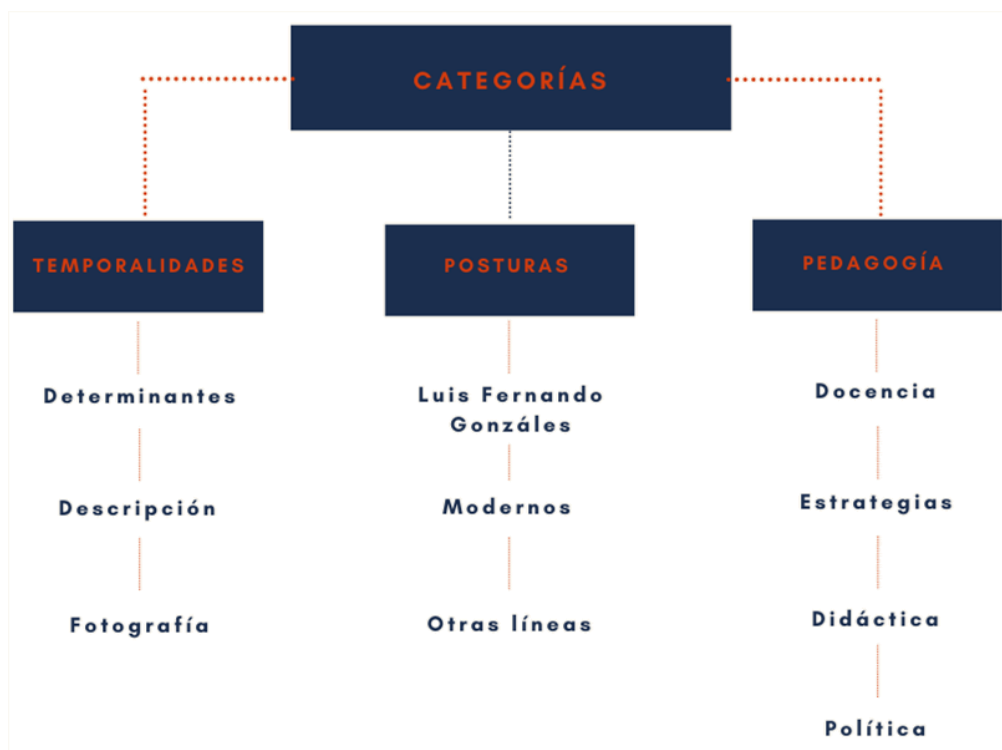 CATEGORÍAS
TEMPORALIDADES
Determinantes
Descripción
Fotografía
POSTURAS
Luis Fernando
Gonzáles
Modernos
Otras líneas
PEDAGOGÍA
Docencia
Estrategias
Didáctica
Política